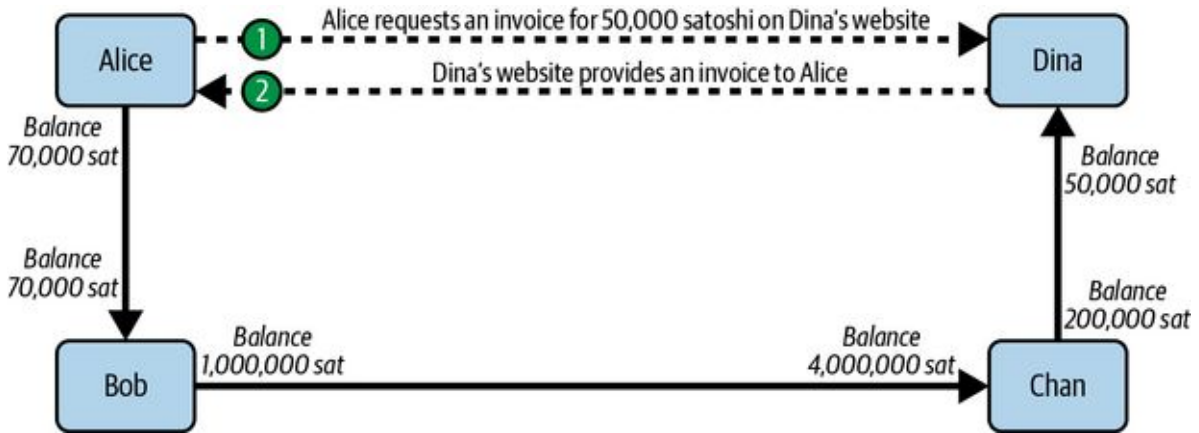 Alice requests an invoice for 50,000 satoshi on Dina's website
1
Alice
Dina
Dina's website provides an invoice to Alice
2
Balance
70,000 sat
Balance
50,000 sat
Balance
70,000 sat
Balance
200,000 sat
Balance
1,000,000 sat
Balance
4,000,000 sat
Bob
Chan